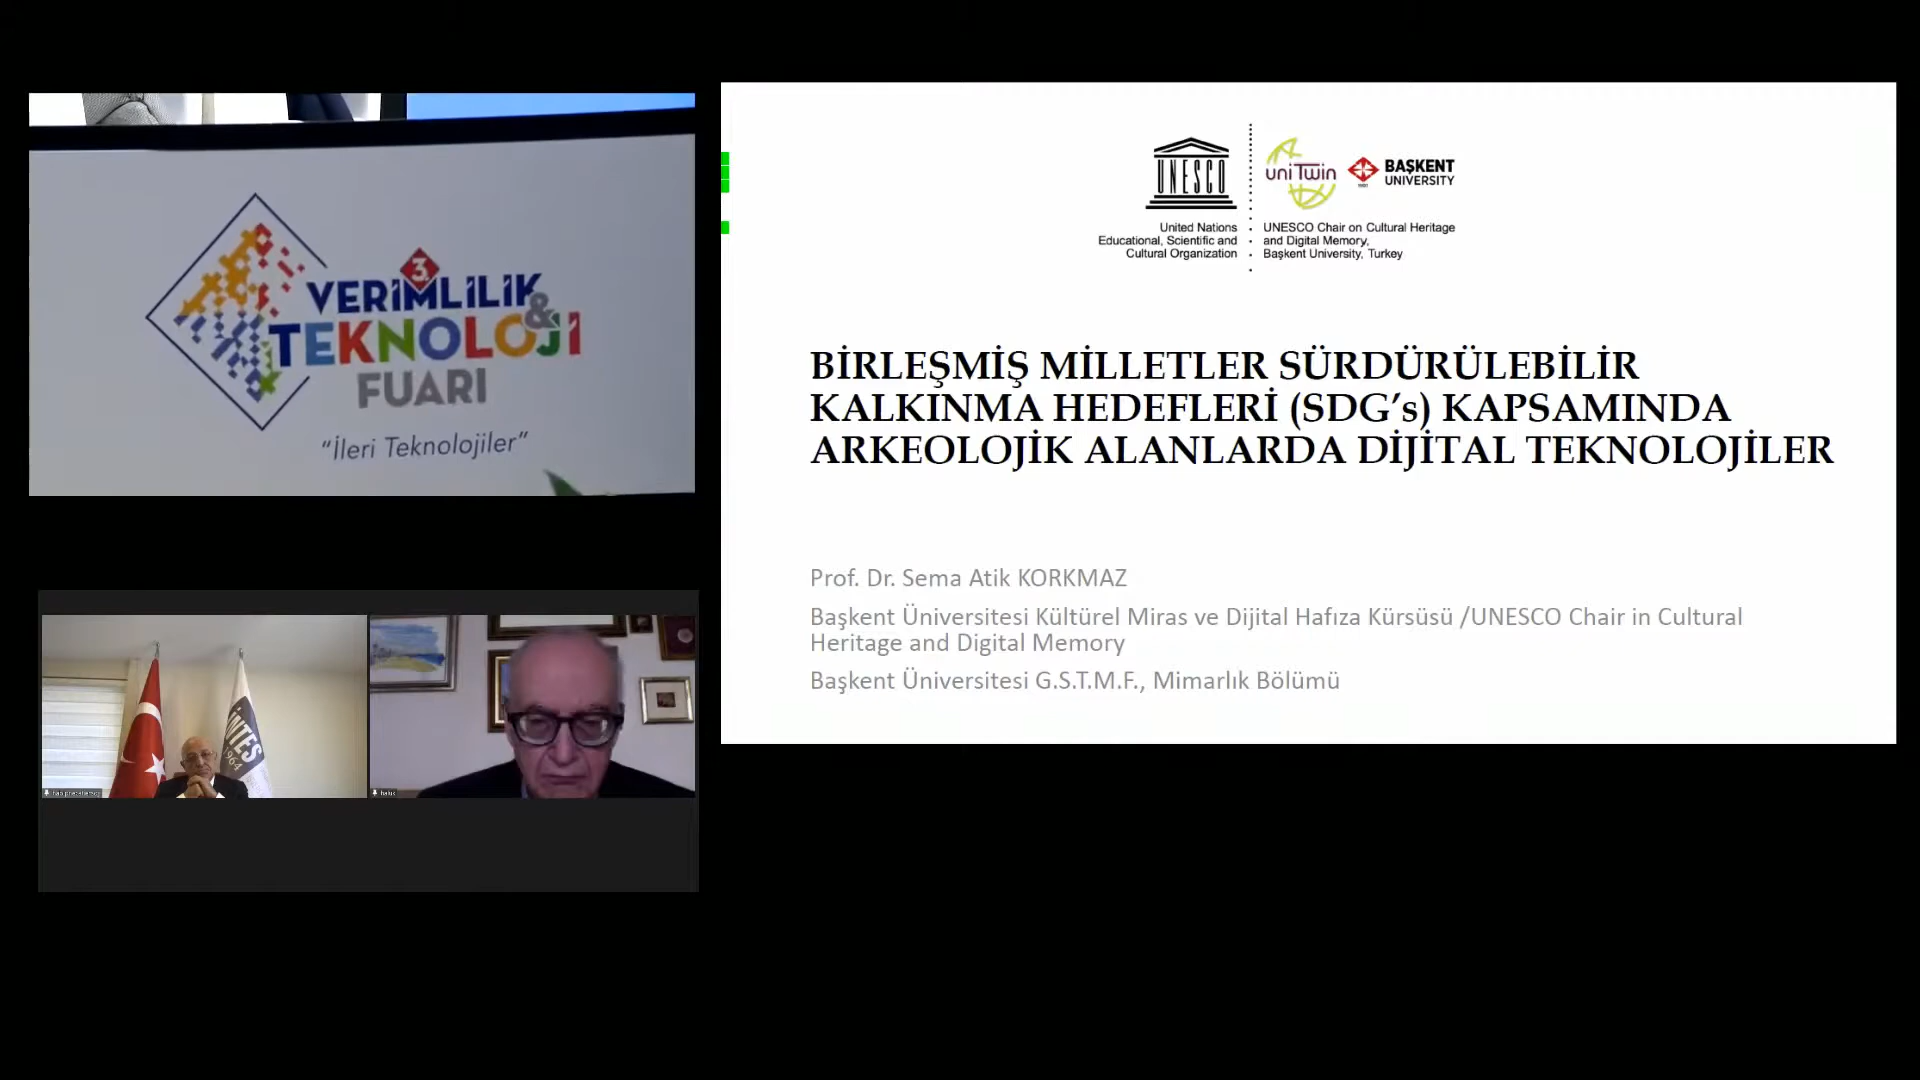 3.
VERİMLİLİK
&
TEKNOLOJİ
FUARI
“İleri Teknolojiler”
UNESCO
United Nations
Educational, Scientific and
Cultural Organization
uniTwin
BAŞKENT
UNIVERSITY
UNESCO Chair on Cultural Heritage
and Digital Memory,
Başkent University, Turkey
BİRLEŞMİŞ MİLLETLER SÜRDÜRÜLEBİLİR
KALKINMA HEDEFLERİ (SDG’s) KAPSAMINDA
ARKEOLOJİK ALANLARDA DİJİTAL TEKNOLOJİLER
Prof. Dr. Sema Atik KORKMAZ
Başkent Üniversitesi Kültürel Miras ve Dijital Hafıza Kürsüsü /UNESCO Chair in Cultural
Heritage and Digital Memory
Başkent Üniversitesi G.S.T.M.F., Mimarlık Bölümü
1964
haluk